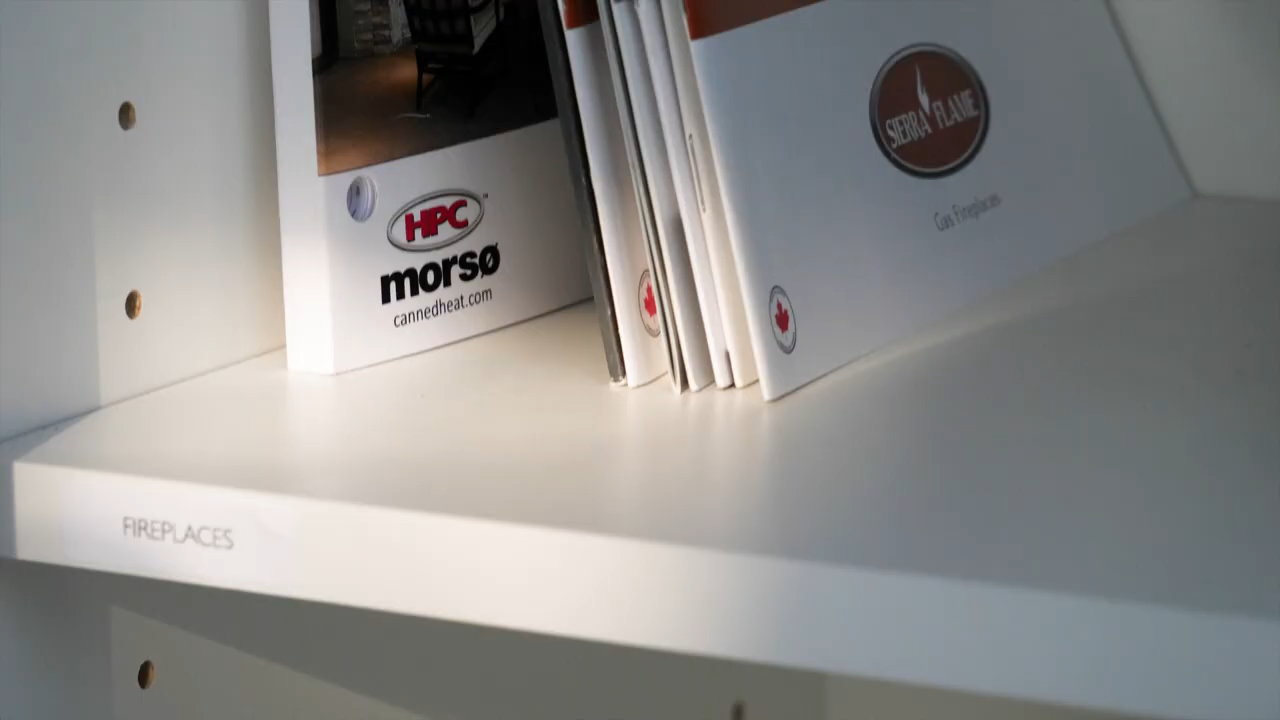 HPC
morsø
cannedheat.com
SIERRA FLAME
Gas Fireplaces
FIREPLACES